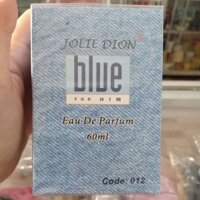 JOLIE DION
blue
FOR HIM
Eau De Parfum
60ml
Code: 012